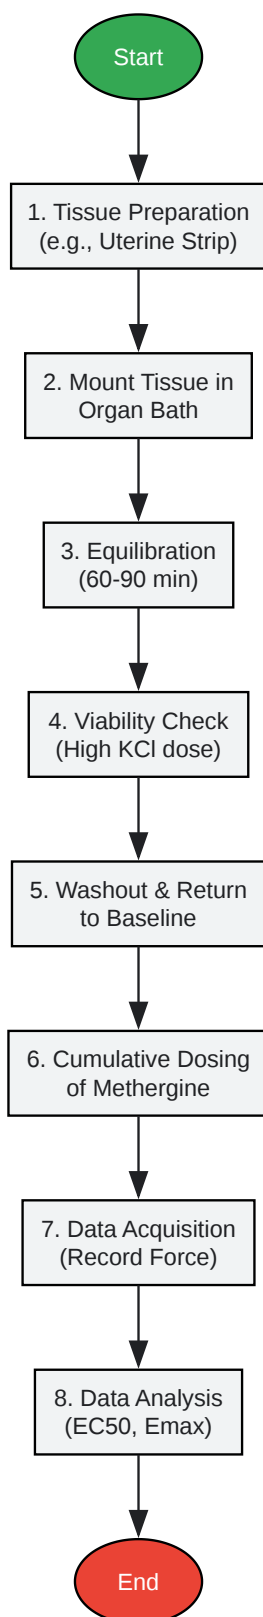 Start
1. Tissue Preparation
(e.g., Uterine Strip)
2. Mount Tissue in
Organ Bath
3. Equilibration
(60-90 min)
4. Viability Check
(High KCl dose)
5. Washout & Return
to Baseline
6. Cumulative Dosing
of Methergine
7. Data Acquisition
(Record Force)
8. Data Analysis
(EC50, Emax)
End